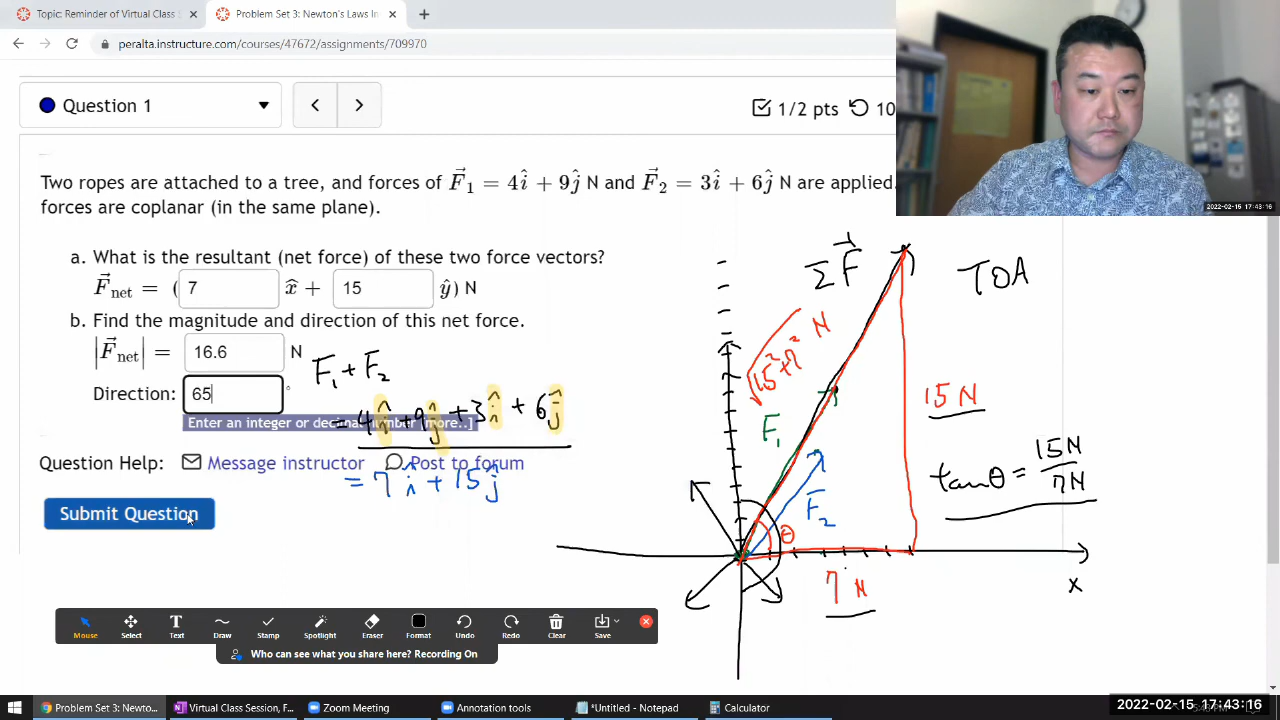 Topic: Reminder of Virtual Class S
Problem Set 3: Newton's Laws In
peralta.instructure.com/courses/47672/assignments/709970
Question 1
1/2 pts 10
2022-02-15 17:43:16
Two ropes are attached to a tree, and forces of F⃗₁ = 4î + 9ĵ N and F⃗₂ = 3î + 6ĵ N are applied.
forces are coplanar (in the same plane).
a. What is the resultant (net force) of these two force vectors?
F⃗net = ( 7 x̂ + 15 ŷ) N
b. Find the magnitude and direction of this net force.
|F⃗net| = 16.6 N
Direction: 65 °
Enter an integer or decimal number [more..]
F₁ + F₂
= 4î + 9ĵ + 3î + 6ĵ
= 7î + 15ĵ
ΣF⃗
TOA
√15² + 7² N
F₁
F₂
θ
15 N
7 N
tanθ = 15N / 7N
x
Question Help: Message instructor Post to forum
Submit Question
Mouse Select Text Draw Stamp Spotlight Eraser Format Undo Redo Clear Save
Who can see what you share here? Recording On
Problem Set 3: Newto...
Virtual Class Session, F...
Zoom Meeting
Annotation tools
*Untitled - Notepad
Calculator
2022-02-15 17:43:16